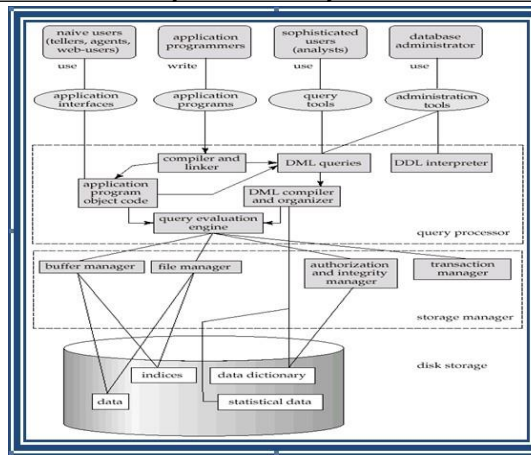 naive users
(tellers, agents,
web-users)
application
programmers
sophisticated
users
(analysts)
database
administrator
use
write
use
use
application
interfaces
application
programs
query
tools
administration
tools
compiler and
linker
DML queries
DDL interpreter
application
program
object code
DML compiler
and organizer
query evaluation
engine
query processor
buffer manager
file manager
authorization
and integrity
manager
transaction
manager
storage manager
indices
data dictionary
disk storage
data
statistical data